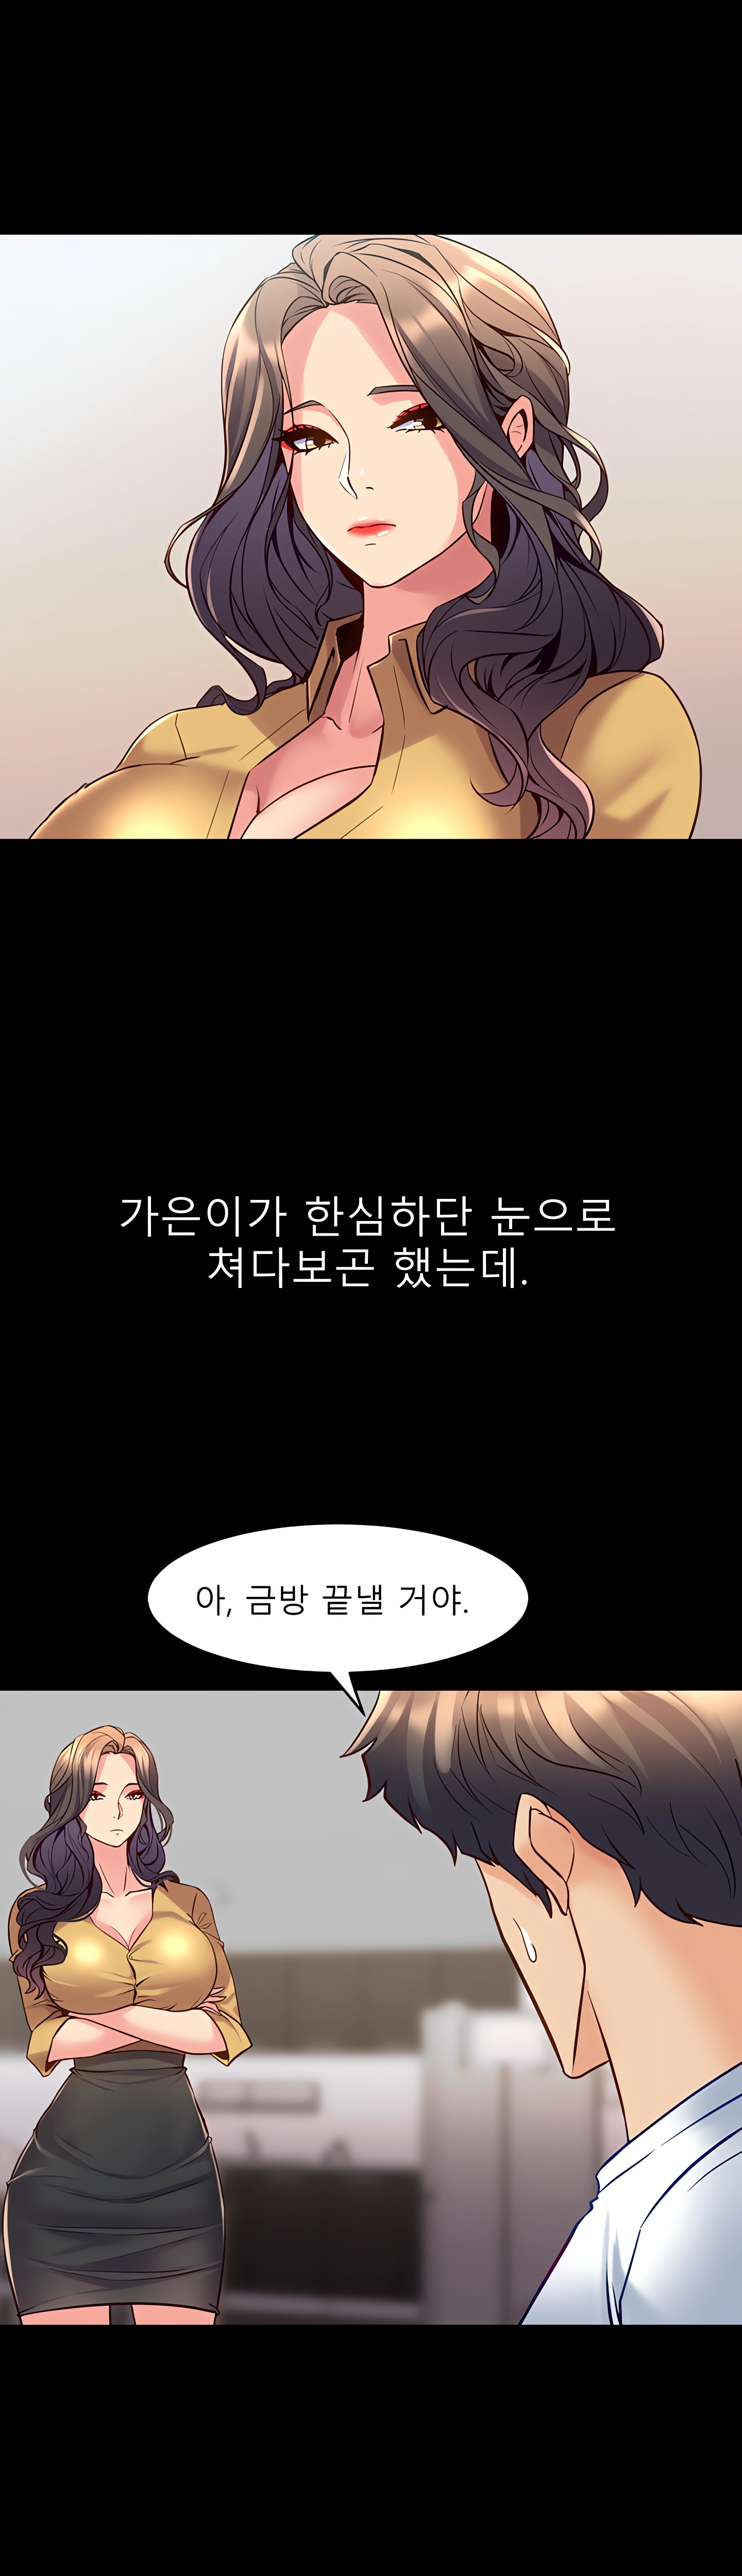 가은이가 한심하단 눈으로
쳐다보곤 했는데.
아, 금방 끝낼 거야.